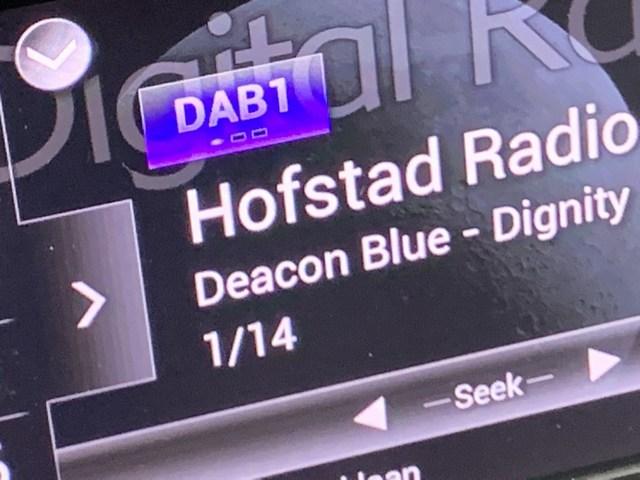 Digital Ra
DAB1
Hofstad Radio
Deacon Blue - Dignity
1/14
Seek